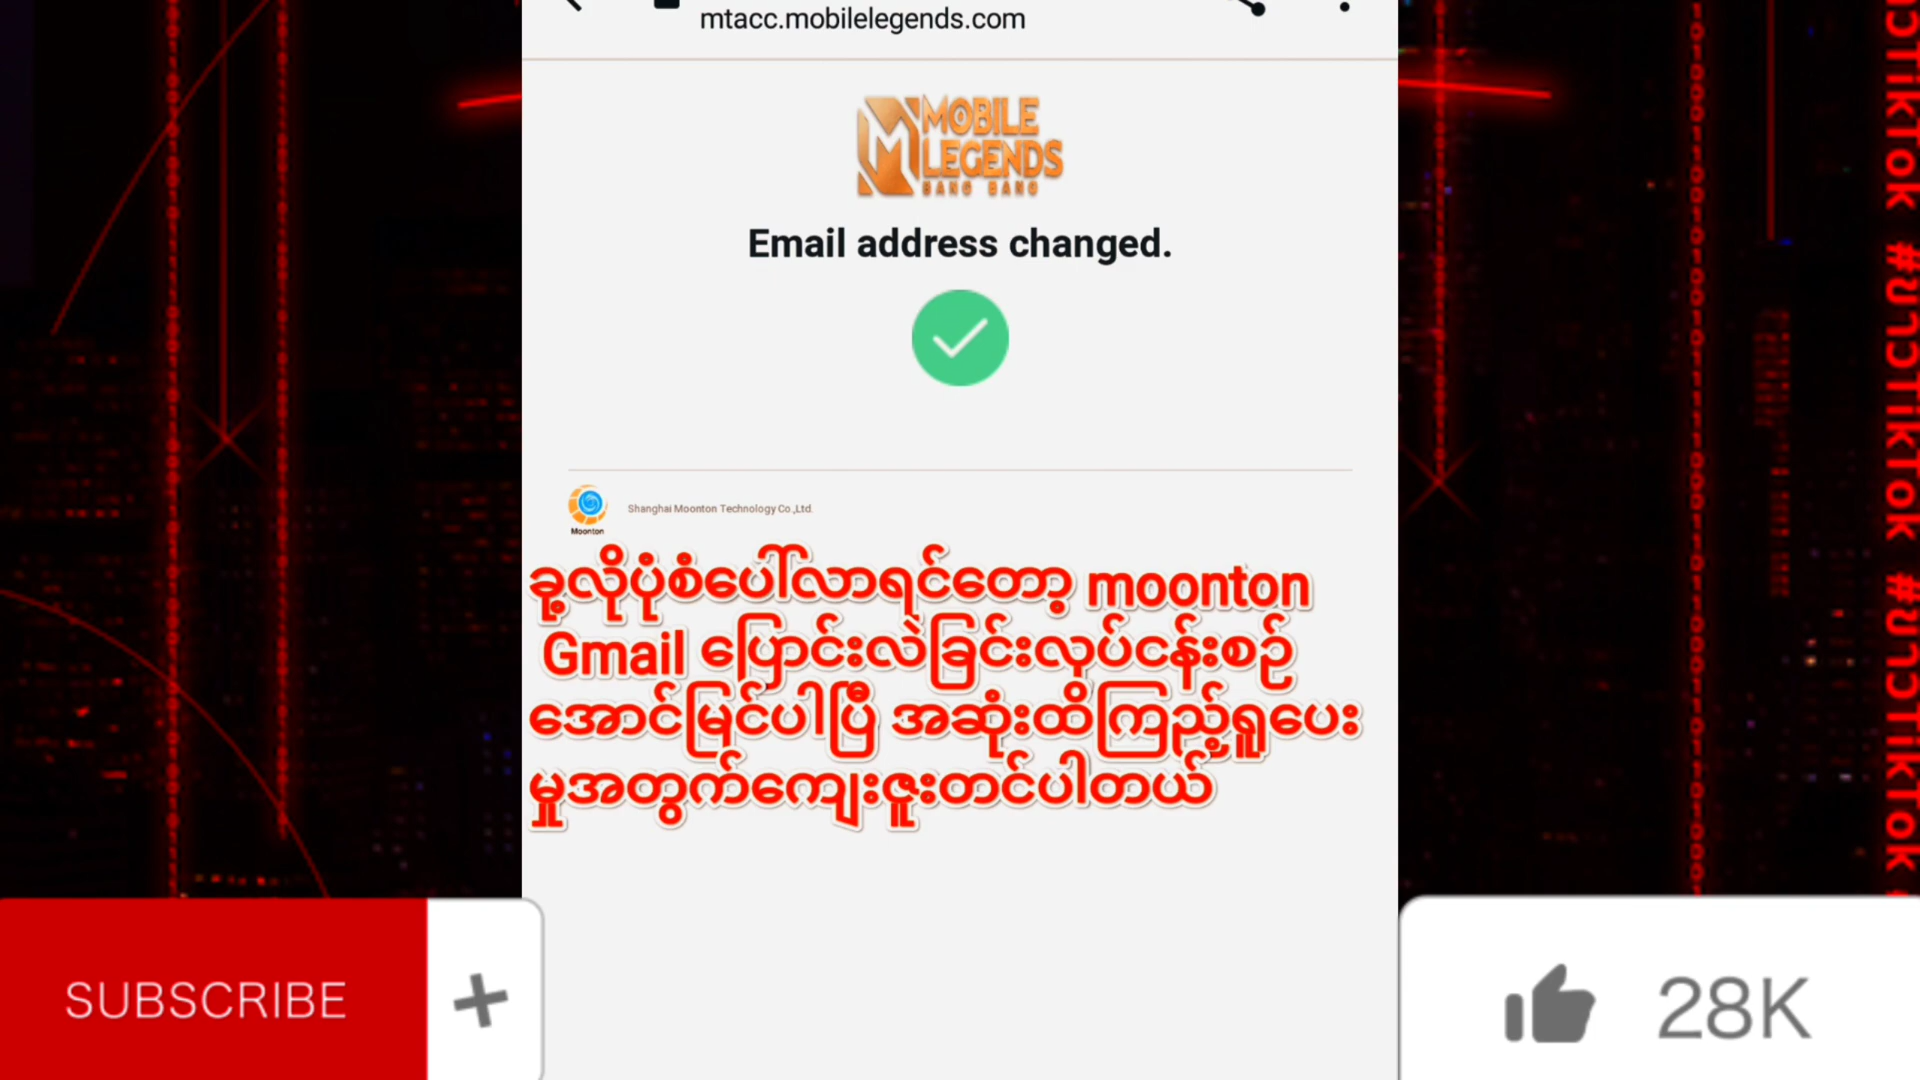 mtacc.mobilelegends.com
MOBILE
LEGENDS
BANG BANG
Email address changed.
Moonton
Shanghai Moonton Technology Co.,Ltd.
ခု့လိုပုံစံပေါ်လာရင်တော့ moonton
Gmail ပြောင်းလဲခြင်းလုပ်ငန်းစဉ်
အောင်မြင်ပါပြီ အဆုံးထိကြည့်ရှုပေး
မှုအတွက်ကျေးဇူးတင်ပါတယ်
SUBSCRIBE
28K